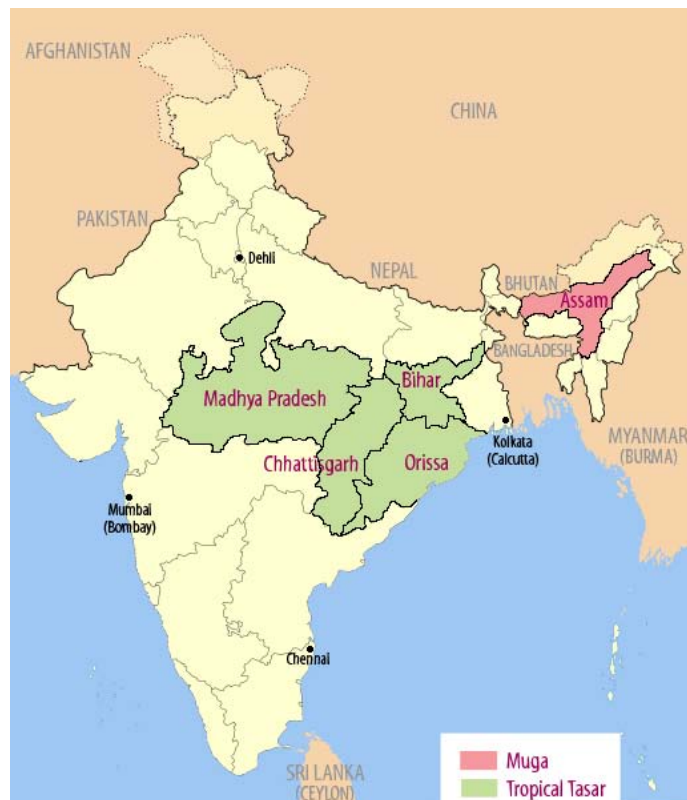 AFGHANISTAN
CHINA
PAKISTAN
Dehli
NEPAL
BHUTAN
Assam
BANGLADESH
Bihar
Madhya Pradesh
Chhattisgarh
Orissa
Kolkata
(Calcutta)
MYANMAR
(BURMA)
Mumbai
(Bombay)
Chennai
SRI LANKA
(CEYLON)
Muga
Tropical Tasar